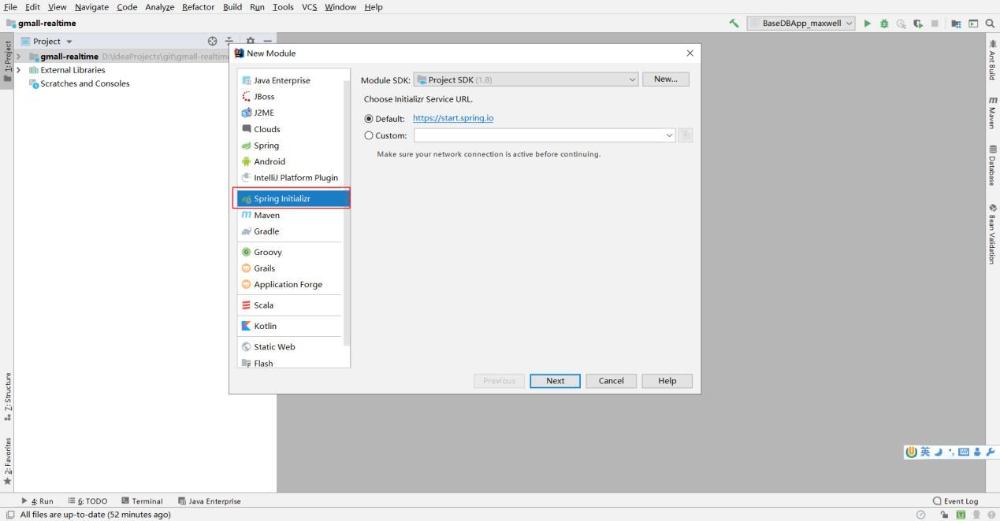 File Edit View Navigate Code Analyze Refactor Build Run Tools VCS Window Help
gmall-realtime
BaseDBApp_maxwell
Project
1: Project
gmall-realtime D:\IdeaProjects\git\gmall-realtime
External Libraries
Scratches and Consoles
New Module
Java Enterprise
JBoss
J2ME
Clouds
Spring
Android
IntelliJ Platform Plugin
Spring Initializr
Maven
Gradle
Groovy
Grails
Application Forge
Scala
Kotlin
Static Web
Flash
Module SDK: Project SDK (1.8) New...
Choose Initializr Service URL.
Default: https://start.spring.io
Custom:
Make sure your network connection is active before continuing.
Previous Next Cancel Help
Ant Build
Maven
Database
Bean Validation
Z: Structure
2: Favorites
英
4: Run 6: TODO Terminal Java Enterprise Event Log
All files are up-to-date (52 minutes ago)